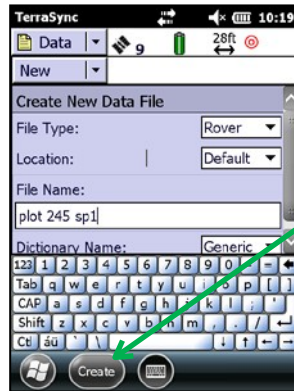 TerraSync 10:19
Data 9 28ft
New
Create New Data File
File Type: Rover
Location: Default
File Name:
plot 245 sp1
Dictionary Name: Generic
123 1 2 3 4 5 6 7 8 9 0 - =
Tab q w e r t y u i o p [ ]
CAP a s d f g h j k l ; '
Shift z x c v b n m , . /
Ctl áü ` \
Create